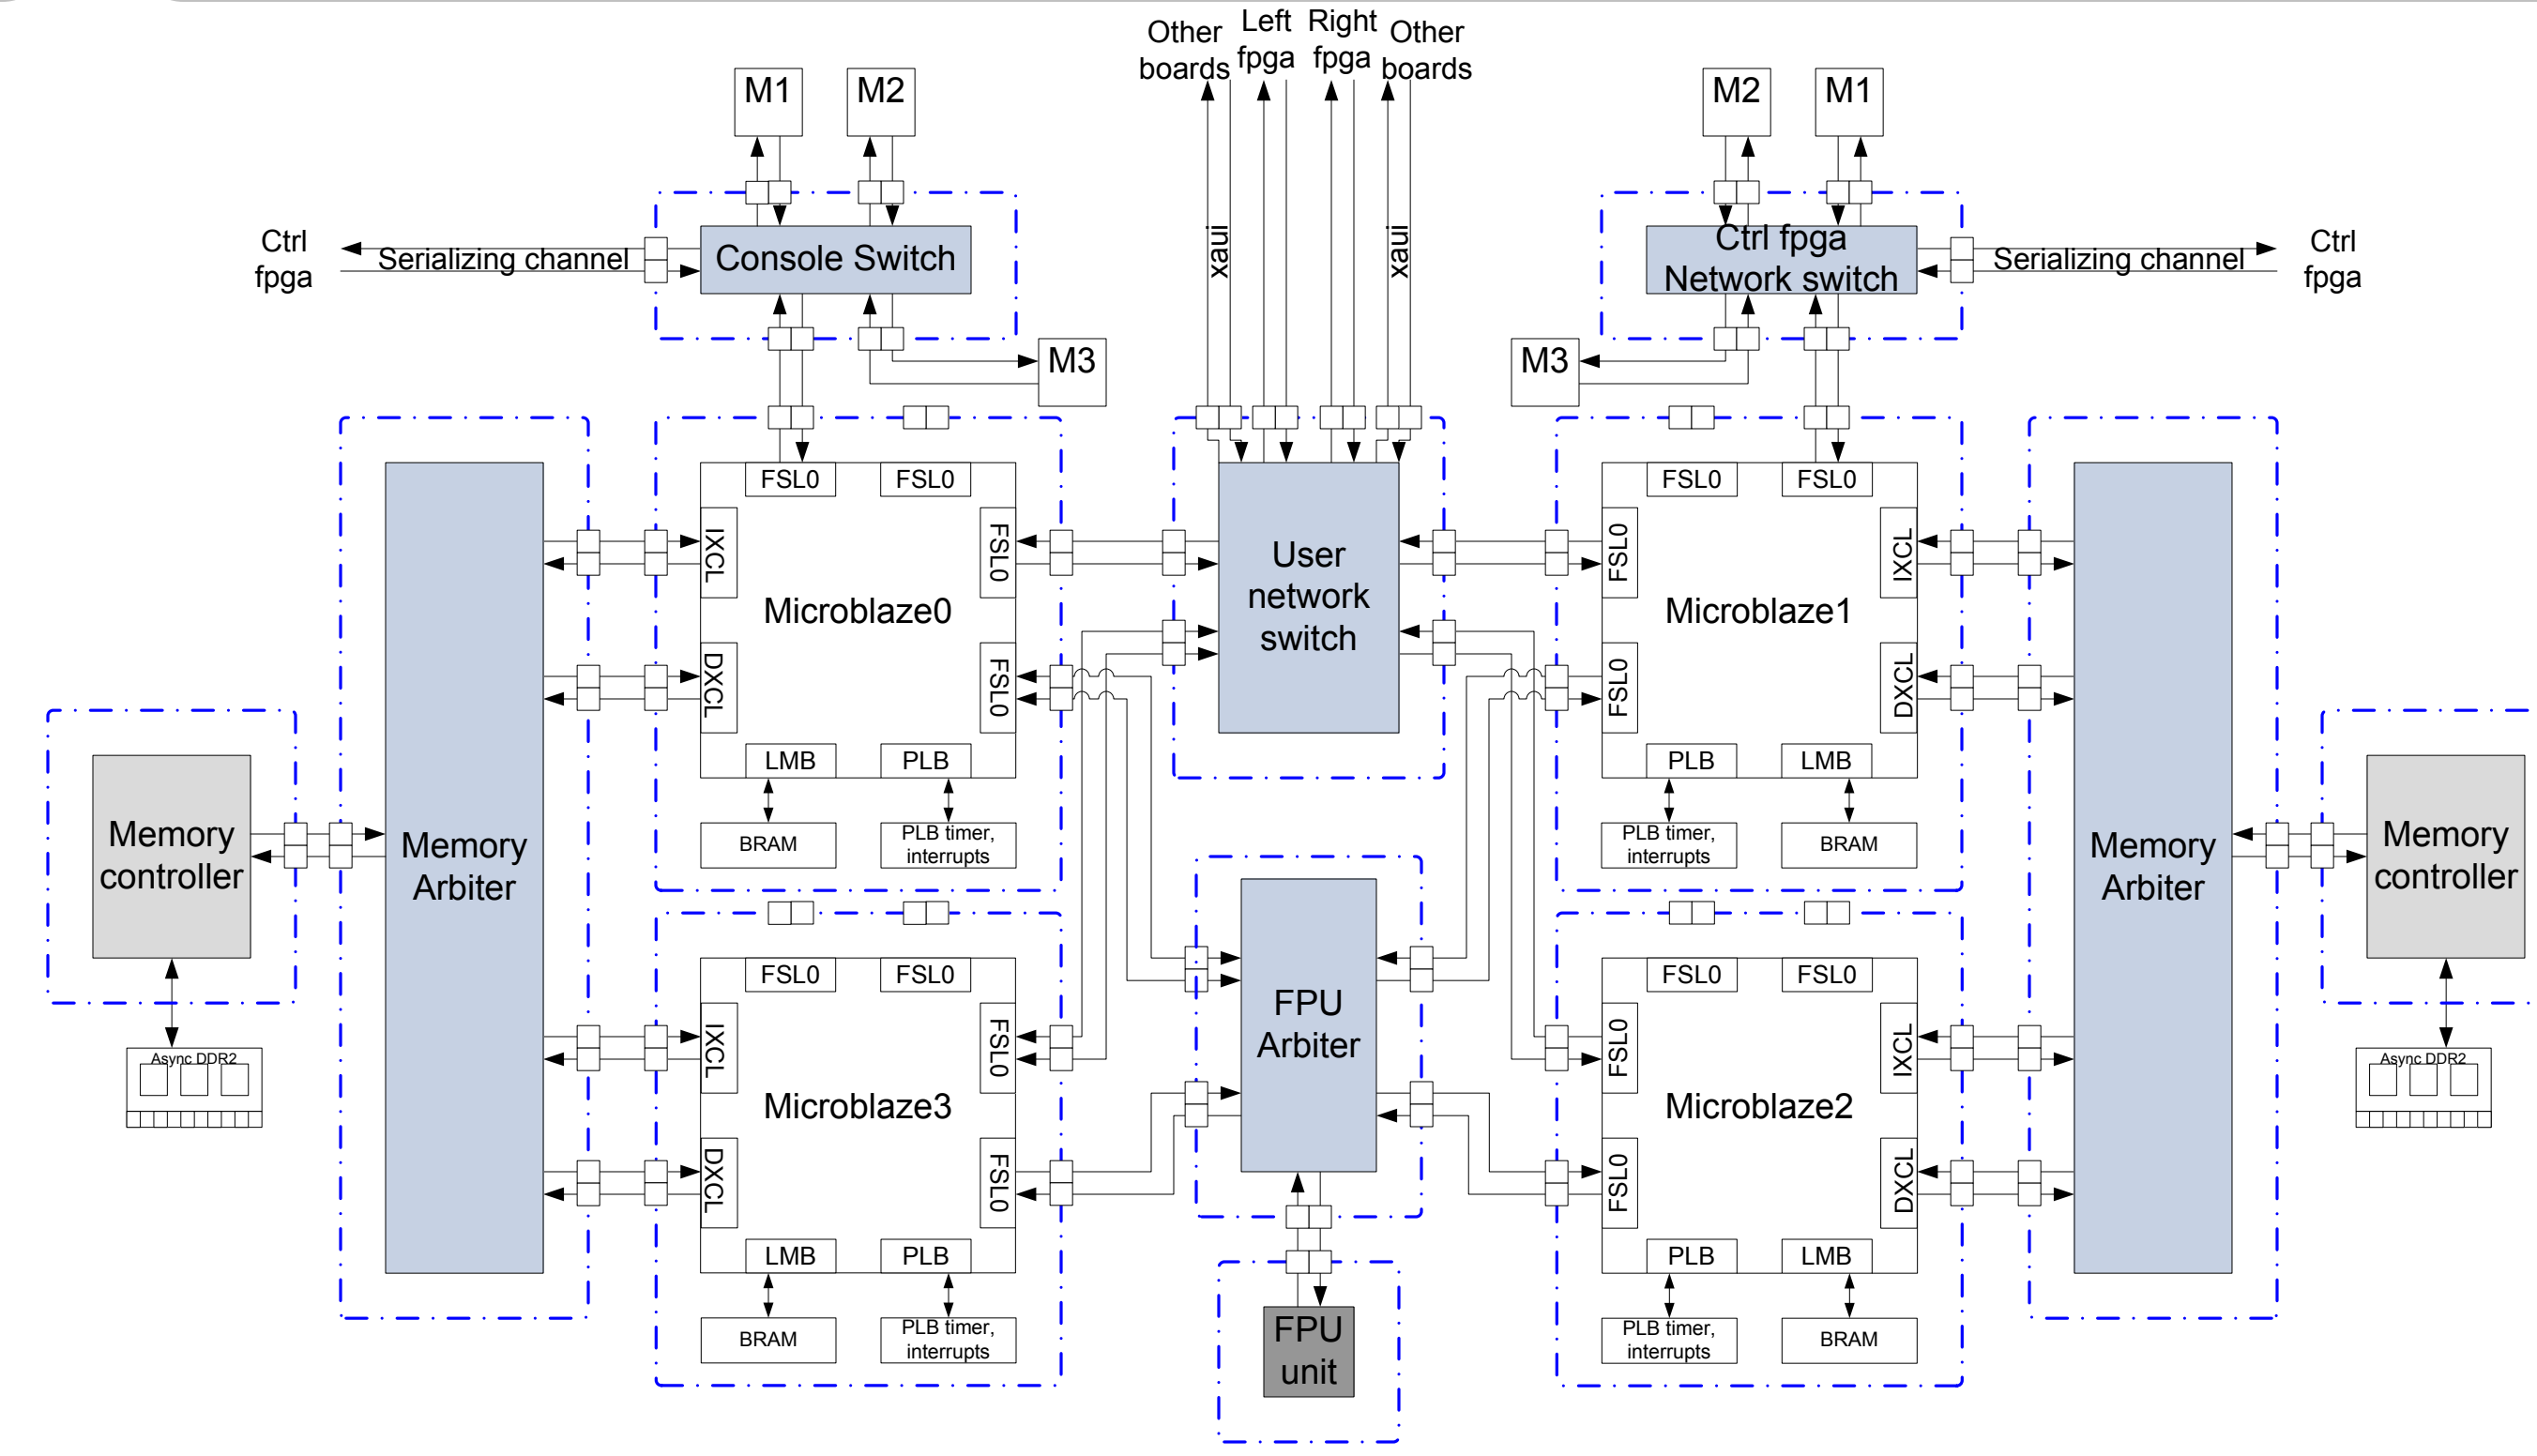 Other
boards
Left
fpga
Right
fpga
Other
boards
M1
M2
M2
M1
xaui
xaui
Ctrl
fpga
Serializing channel
Console Switch
Ctrl fpga
Network switch
Serializing channel
Ctrl
fpga
M3
M3
FSL0
FSL0
IXCL
FSL0
Microblaze0
DXCL
FSL0
LMB
PLB
BRAM
PLB timer,
interrupts
User
network
switch
FSL0
FSL0
FSL0
IXCL
Microblaze1
FSL0
DXCL
PLB
LMB
PLB timer,
interrupts
BRAM
Memory
controller
Memory
Arbiter
Memory
Arbiter
Memory
controller
Async DDR2
Async DDR2
FSL0
FSL0
IXCL
FSL0
Microblaze3
DXCL
FSL0
LMB
PLB
BRAM
PLB timer,
interrupts
FPU
Arbiter
FPU
unit
FSL0
FSL0
FSL0
IXCL
Microblaze2
FSL0
DXCL
PLB
LMB
PLB timer,
interrupts
BRAM